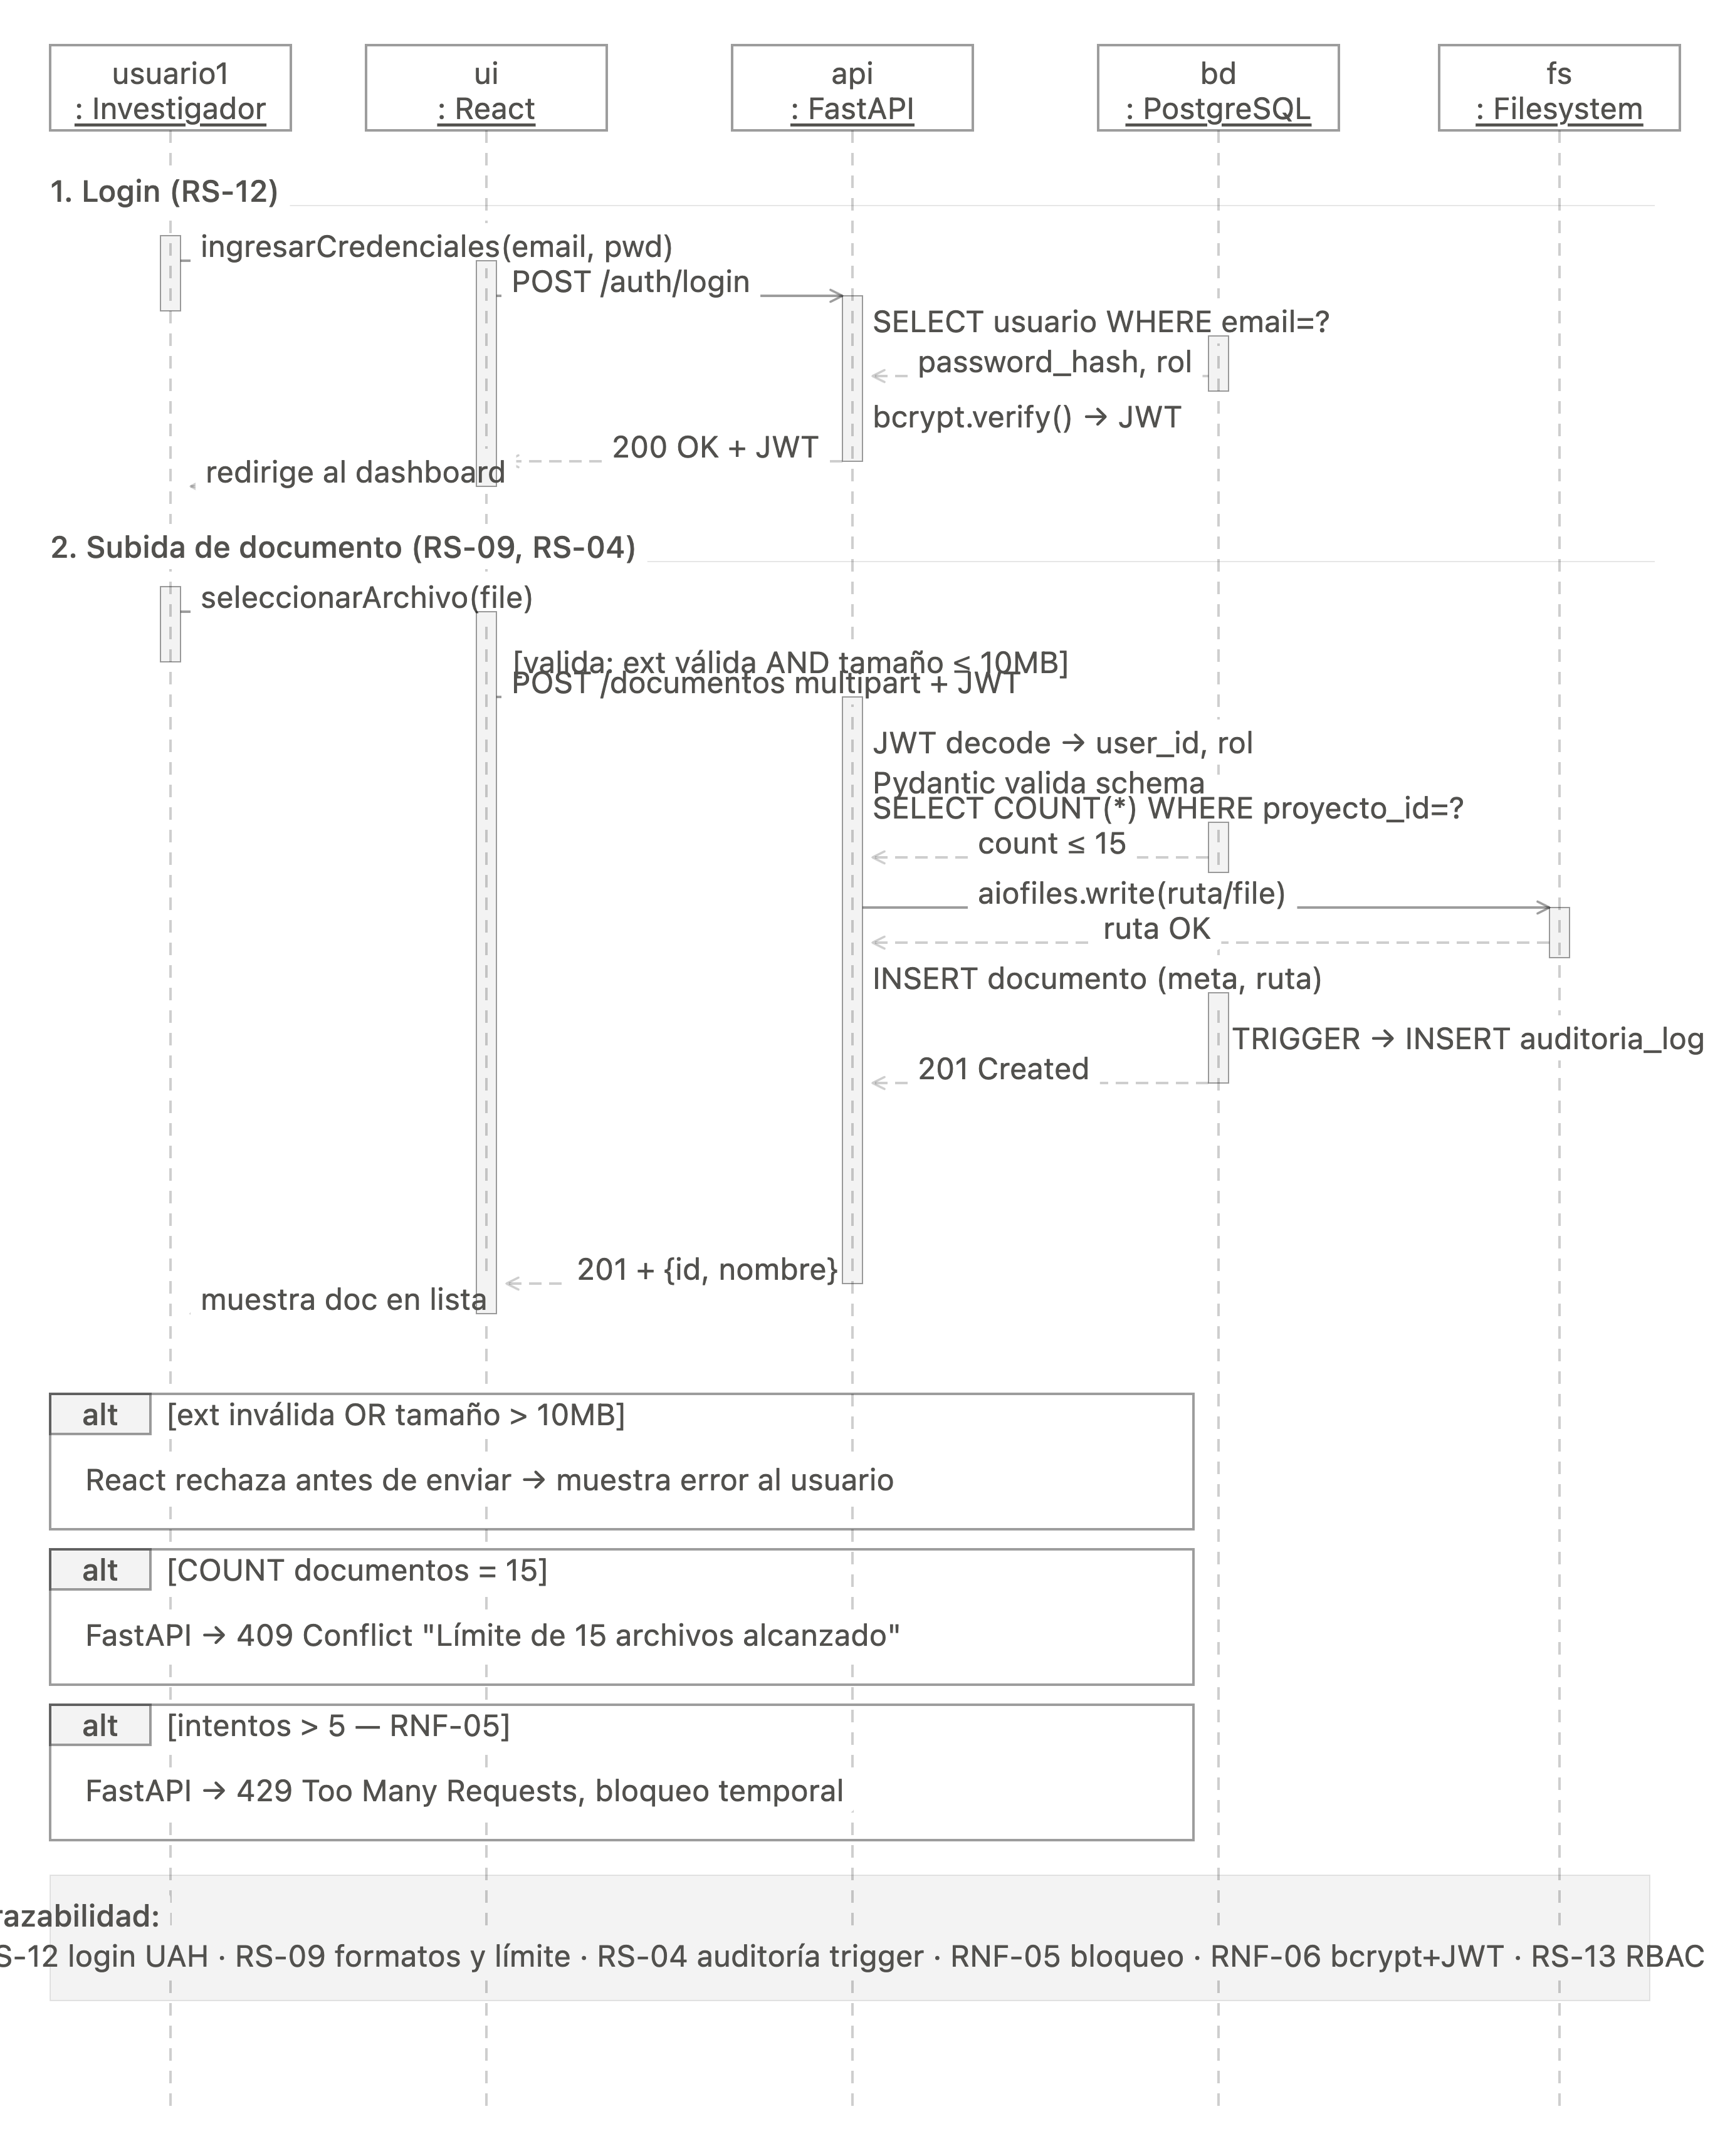 usuario1
: Investigador
ui
: React
api
: FastAPI
bd
: PostgreSQL
fs
: Filesystem
1. Login (RS-12)
ingresarCredenciales(email, pwd)
POST /auth/login
SELECT usuario WHERE email=?
password_hash, rol
bcrypt.verify() → JWT
200 OK + JWT
redirige al dashboard
2. Subida de documento (RS-09, RS-04)
seleccionarArchivo(file)
[valida: ext válida AND tamaño ≤ 10MB]
POST /documentos multipart + JWT
JWT decode → user_id, rol
Pydantic valida schema
SELECT COUNT(*) WHERE proyecto_id=?
count ≤ 15
aiofiles.write(ruta/file)
ruta OK
INSERT documento (meta, ruta)
TRIGGER → INSERT auditoria_log
201 Created
201 + {id, nombre}
muestra doc en lista
alt [ext inválida OR tamaño > 10MB]
React rechaza antes de enviar → muestra error al usuario
alt [COUNT documentos = 15]
FastAPI → 409 Conflict "Límite de 15 archivos alcanzado"
alt [intentos > 5 — RNF-05]
FastAPI → 429 Too Many Requests, bloqueo temporal
razabilidad:
S-12 login UAH · RS-09 formatos y límite · RS-04 auditoría trigger · RNF-05 bloqueo · RNF-06 bcrypt+JWT · RS-13 RBAC